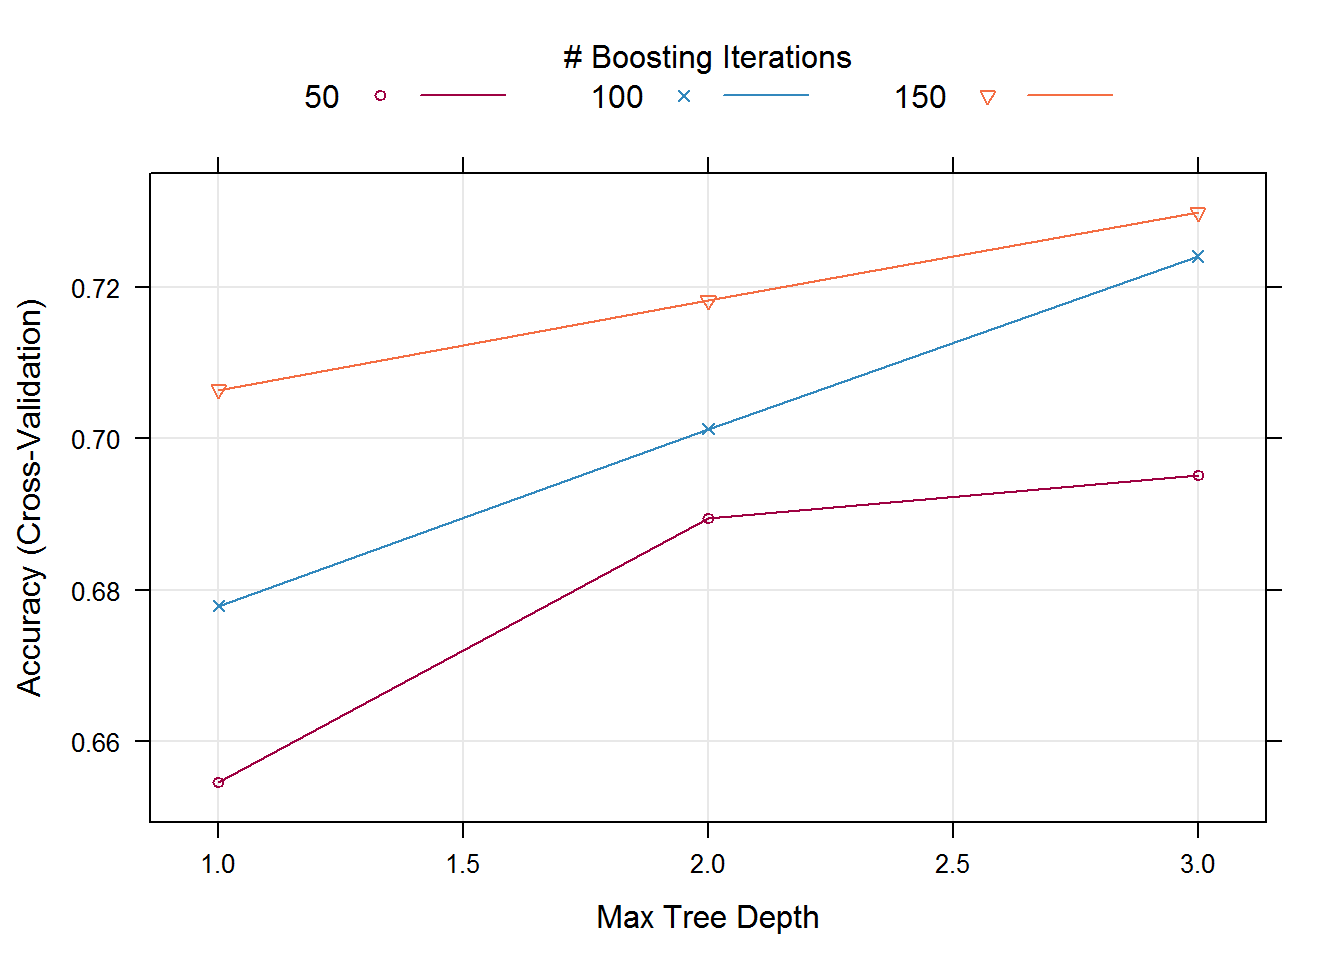 # Boosting Iterations
50 100 150
0.72
0.70
0.68
0.66
Accuracy (Cross-Validation)
1.0 1.5 2.0 2.5 3.0
Max Tree Depth